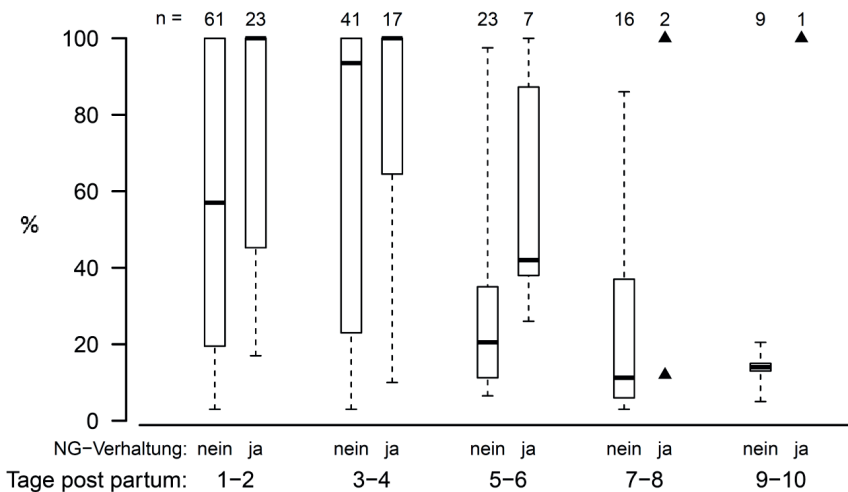 n = 61 23 41 17 23 7 16 2 9 1
100
80
60
%
40
20
0
NG−Verhaltung: nein ja nein ja nein ja nein ja nein ja
Tage post partum: 1−2 3−4 5−6 7−8 9−10